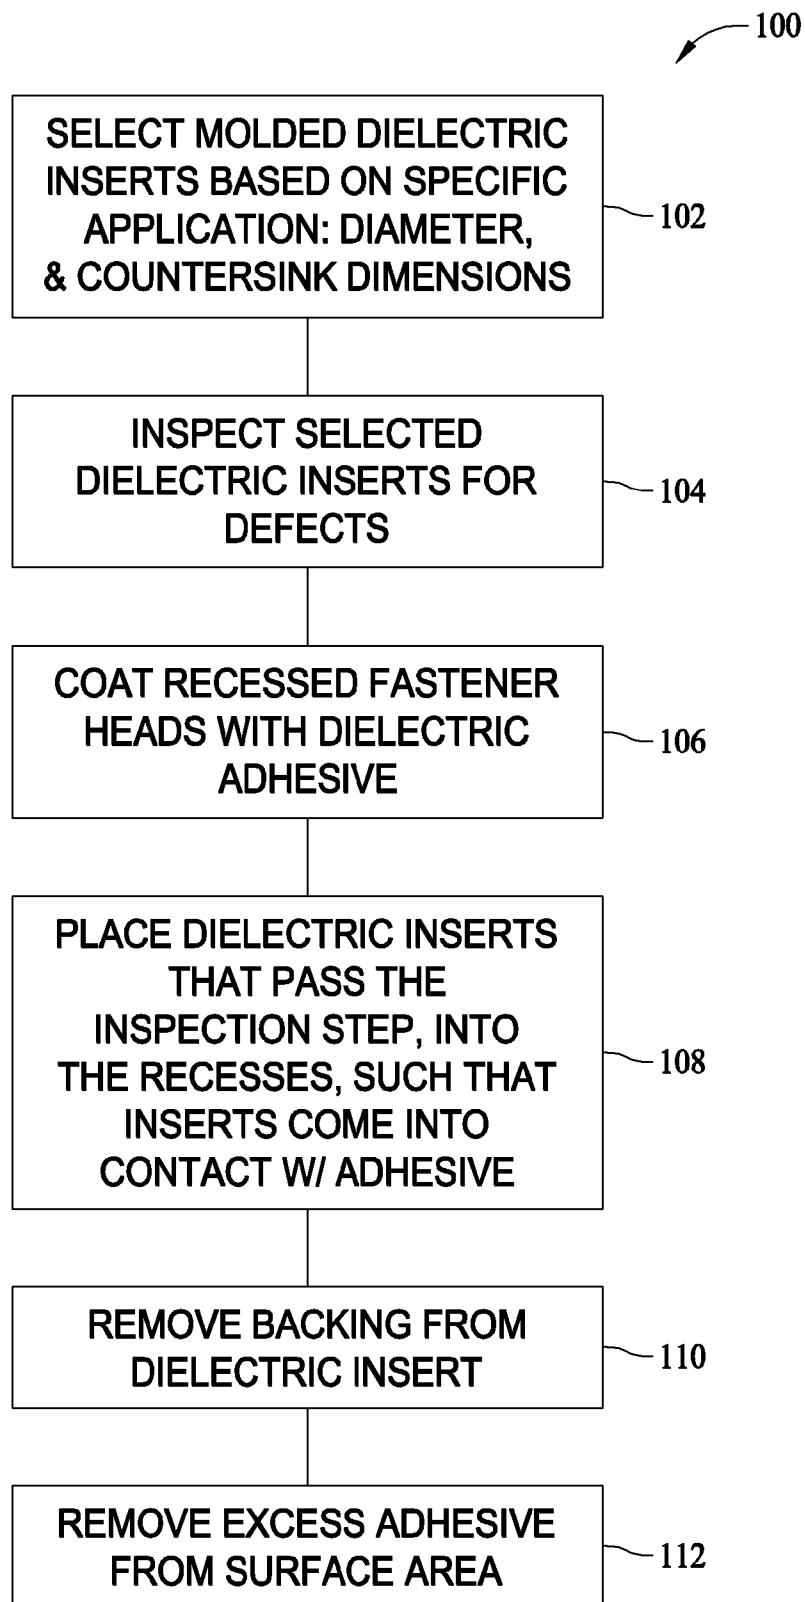 100
SELECT MOLDED DIELECTRIC
INSERTS BASED ON SPECIFIC
APPLICATION: DIAMETER,
& COUNTERSINK DIMENSIONS
102
INSPECT SELECTED
DIELECTRIC INSERTS FOR
DEFECTS
104
COAT RECESSED FASTENER
HEADS WITH DIELECTRIC
ADHESIVE
106
PLACE DIELECTRIC INSERTS
THAT PASS THE
INSPECTION STEP, INTO
THE RECESSES, SUCH THAT
INSERTS COME INTO
CONTACT W/ ADHESIVE
108
REMOVE BACKING FROM
DIELECTRIC INSERT
110
REMOVE EXCESS ADHESIVE
FROM SURFACE AREA
112